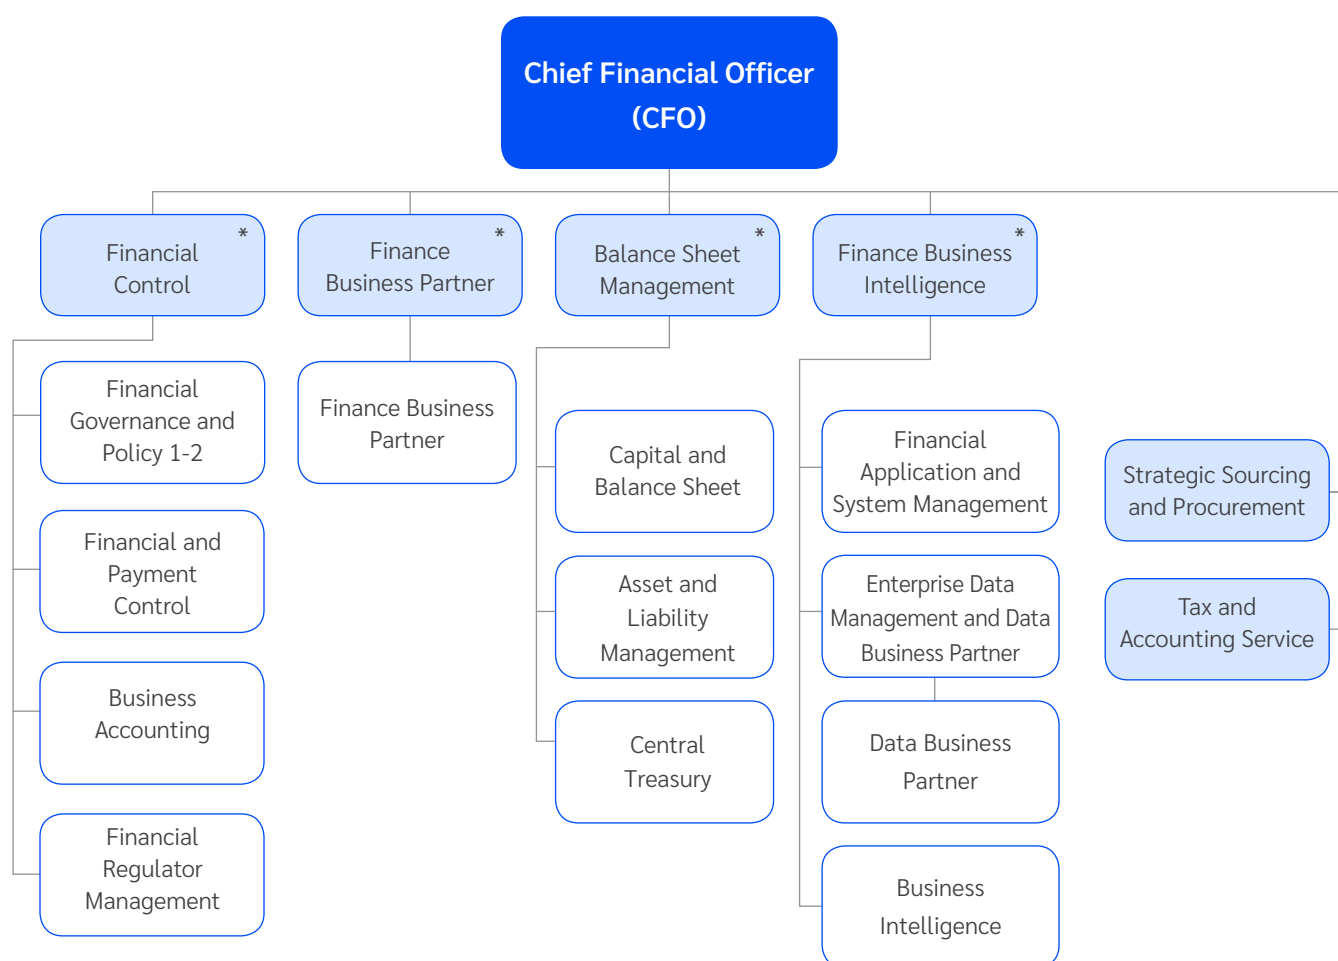 Chief Financial Officer
(CFO)
*
Financial
Control
*
Finance
Business Partner
*
Balance Sheet
Management
*
Finance Business
Intelligence
Financial
Governance and
Policy 1-2
Financial and
Payment
Control
Business
Accounting
Financial
Regulator
Management
Finance Business
Partner
Capital and
Balance Sheet
Asset and
Liability
Management
Central
Treasury
Financial
Application and
System Management
Enterprise Data
Management and Data
Business Partner
Data Business
Partner
Business
Intelligence
Strategic Sourcing
and Procurement
Tax and
Accounting Service